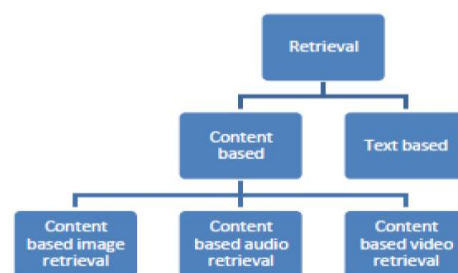 Retrieval
Content
based
Text based
Content
based image
retrieval
Content
based audio
retrieval
Content
based video
retrieval